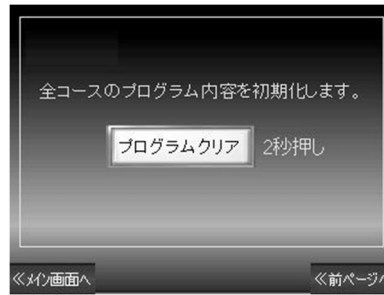 全コースのプログラム内容を初期化します。
プログラムクリア 2秒押し
≪メイン画面へ ≪前ページへ